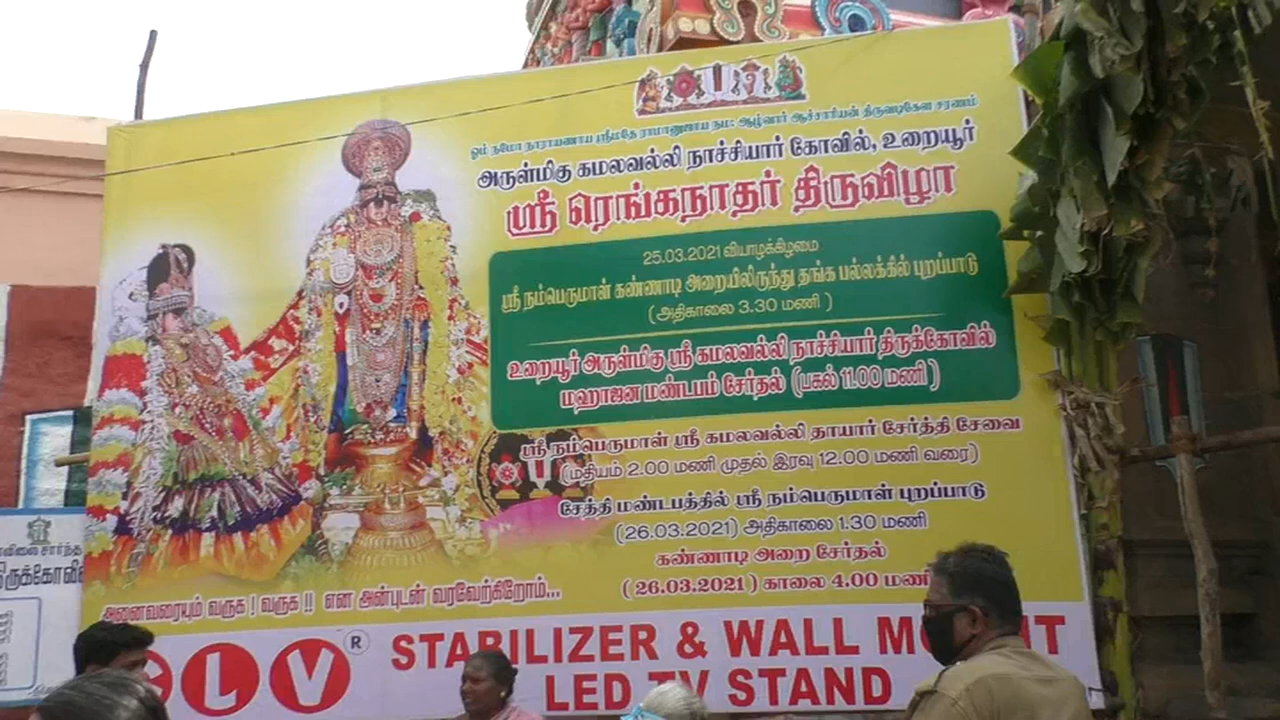 ஓம் நமோ நாராயணாய ஸ்ரீமதே ராமானுஜாய நம: ஆழ்வார் ஆச்சாரியன் திருவடிகளே சரணம்
அருள்மிகு கமலவல்லி நாச்சியார் கோவில், உறையூர்
ஸ்ரீ ரெங்கநாதர் திருவிழா
25.03.2021 வியாழக்கிழமை
ஸ்ரீ நம்பெருமாள் கண்ணாடி அறையிலிருந்து தங்க பல்லக்கில் புறப்பாடு
(அதிகாலை 3.30 மணி )
உறையூர் அருள்மிகு ஸ்ரீ கமலவல்லி நாச்சியார் திருக்கோவில்
மஹாஜன மண்டபம் சேர்தல் (பகல் 11.00 மணி )
ஸ்ரீ நம்பெருமாள் ஸ்ரீ கமலவல்லி தாயார் சேர்த்தி சேவை
(மதியம் 2.00 மணி முதல் இரவு 12.00 மணி வரை)
சேத்தி மண்டபத்தில் ஸ்ரீ நம்பெருமாள் புறப்பாடு
(26.03.2021) அதிகாலை 1.30 மணி
கண்ணாடி அறை சேர்தல்
( 26.03.2021 ) காலை 4.00 மணி
அனைவரையும் வருக ! வருக !! என அன்புடன் வரவேற்கிறோம்...
LV ® STABILIZER & WALL
LED TV STAND